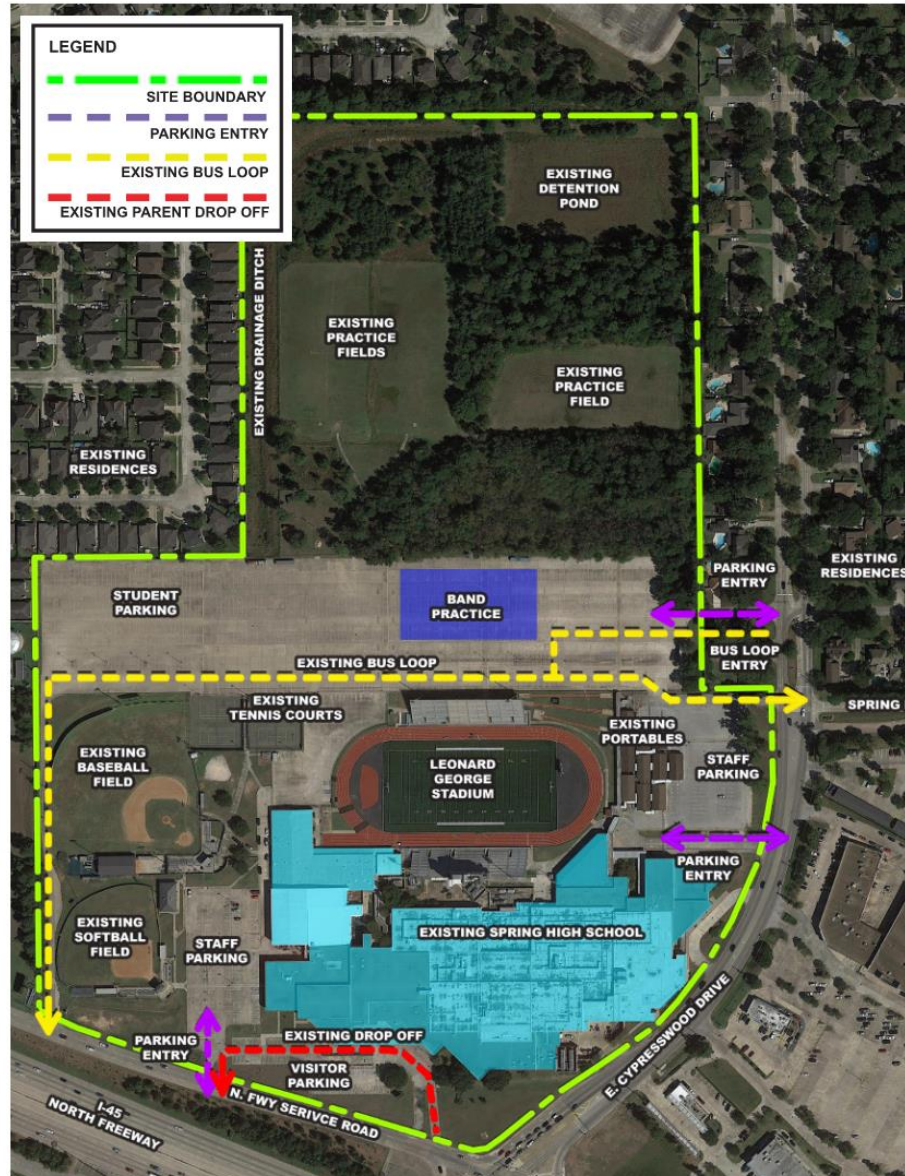 LEGEND
SITE BOUNDARY
PARKING ENTRY
EXISTING BUS LOOP
EXISTING PARENT DROP OFF
EXISTING
DETENTION
POND
EXISTING DRAINAGE DITCH
EXISTING
PRACTICE
FIELDS
EXISTING
PRACTICE
FIELD
EXISTING
RESIDENCES
EXISTING
RESIDENCES
PARKING
ENTRY
STUDENT
PARKING
BAND
PRACTICE
BUS LOOP
ENTRY
EXISTING BUS LOOP
SPRING
EXISTING
TENNIS COURTS
EXISTING
PORTABLES
EXISTING
BASEBALL
FIELD
LEONARD
GEORGE
STADIUM
STAFF
PARKING
PARKING
ENTRY
EXISTING
SOFTBALL
FIELD
STAFF
PARKING
EXISTING SPRING HIGH SCHOOL
EXISTING DROP OFF
PARKING
ENTRY
VISITOR
PARKING
E. CYPRESSWOOD DRIVE
N. FWY SERIVCE ROAD
I-45
NORTH FREEWAY